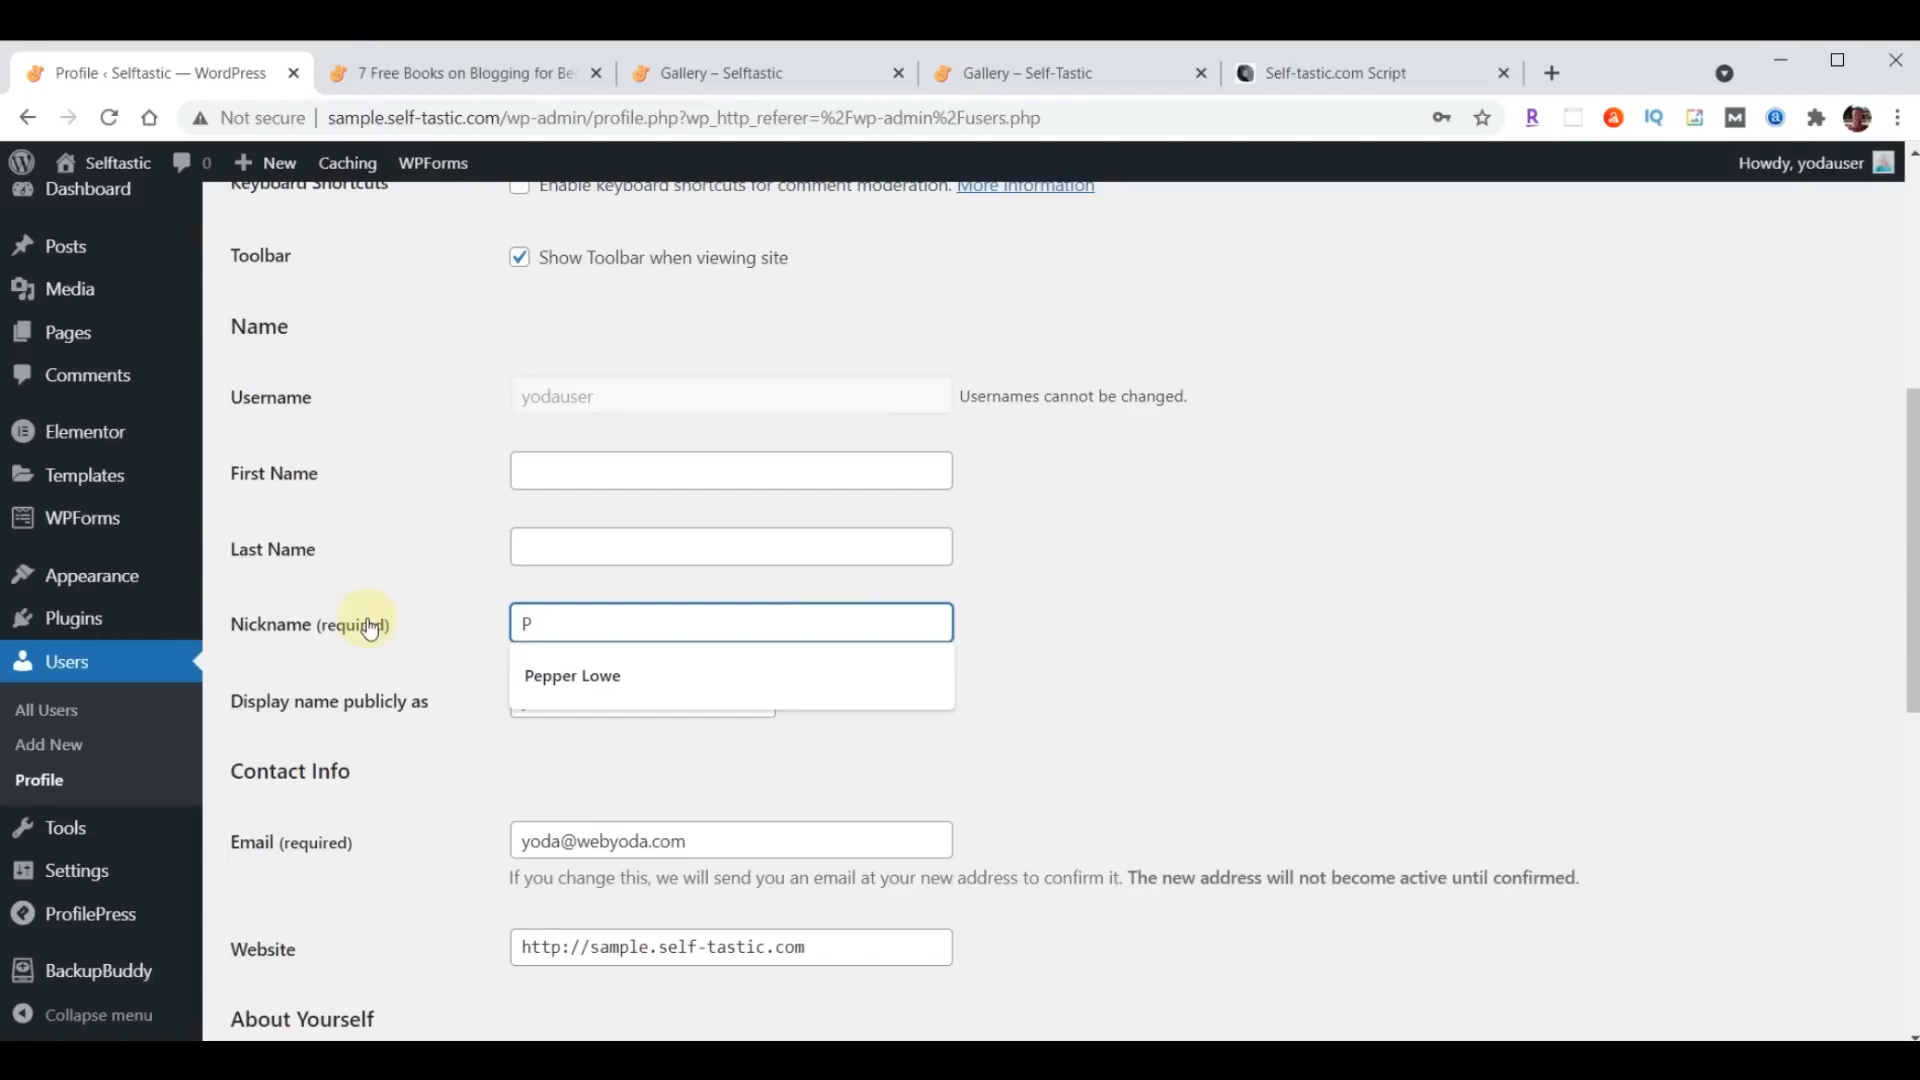 Profile ‹ Selftastic — WordPress
7 Free Books on Blogging for Be
Gallery – Selftastic
Gallery – Self-Tastic
Self-tastic.com Script
Not secure
sample.self-tastic.com/wp-admin/profile.php?wp_http_referer=%2Fwp-admin%2Fusers.php
Selftastic
0
New
Caching
WPForms
Howdy, yodauser
Dashboard
Posts
Media
Pages
Comments
Elementor
Templates
WPForms
Appearance
Plugins
Users
All Users
Add New
Profile
Tools
Settings
ProfilePress
BackupBuddy
Collapse menu
Keyboard Shortcuts
Enable keyboard shortcuts for comment moderation. More information
Toolbar
Show Toolbar when viewing site
Name
Username
yodauser
Usernames cannot be changed.
First Name
Last Name
Nickname (required)
P
Pepper Lowe
Display name publicly as
Contact Info
Email (required)
yoda@webyoda.com
If you change this, we will send you an email at your new address to confirm it. The new address will not become active until confirmed.
Website
http://sample.self-tastic.com
About Yourself